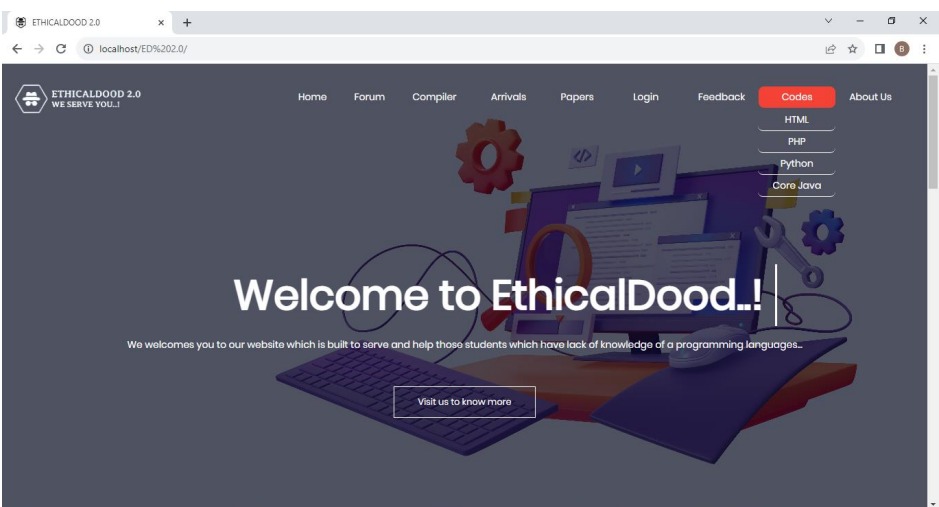 ETHICALDOOD 2.0
localhost/ED%202.0/
B
ETHICALDOOD 2.0
WE SERVE YOU..!
Home Forum Compiler Arrivals Papers Login Feedback Codes About Us
HTML
PHP
Python
Core Java
Welcome to EthicalDood..!
We welcomes you to our website which is built to serve and help those students which have lack of knowledge of a programming languages...
Visit us to know more